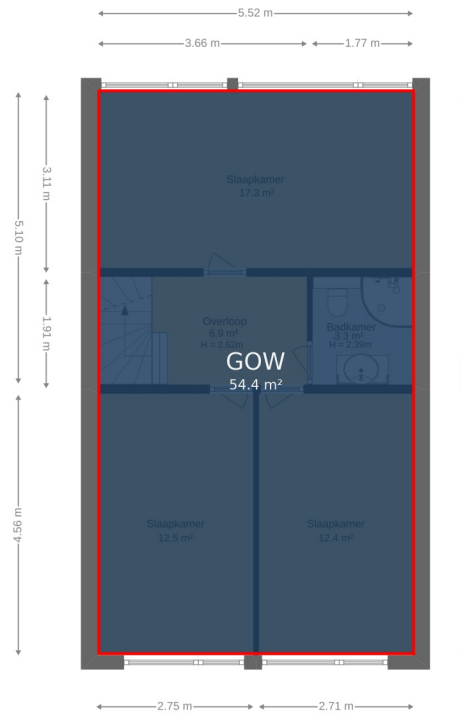 5.52 m
3.66 m
1.77 m
3.11 m
5.10 m
1.91 m
4.56 m
Slaapkamer
17.3 m²
Overloop
6.9 m²
H = 2.62m
Badkamer
3.3 m²
H = 2.39m
GOW
54.4 m²
Slaapkamer
12.5 m²
Slaapkamer
12.4 m²
2.75 m
2.71 m